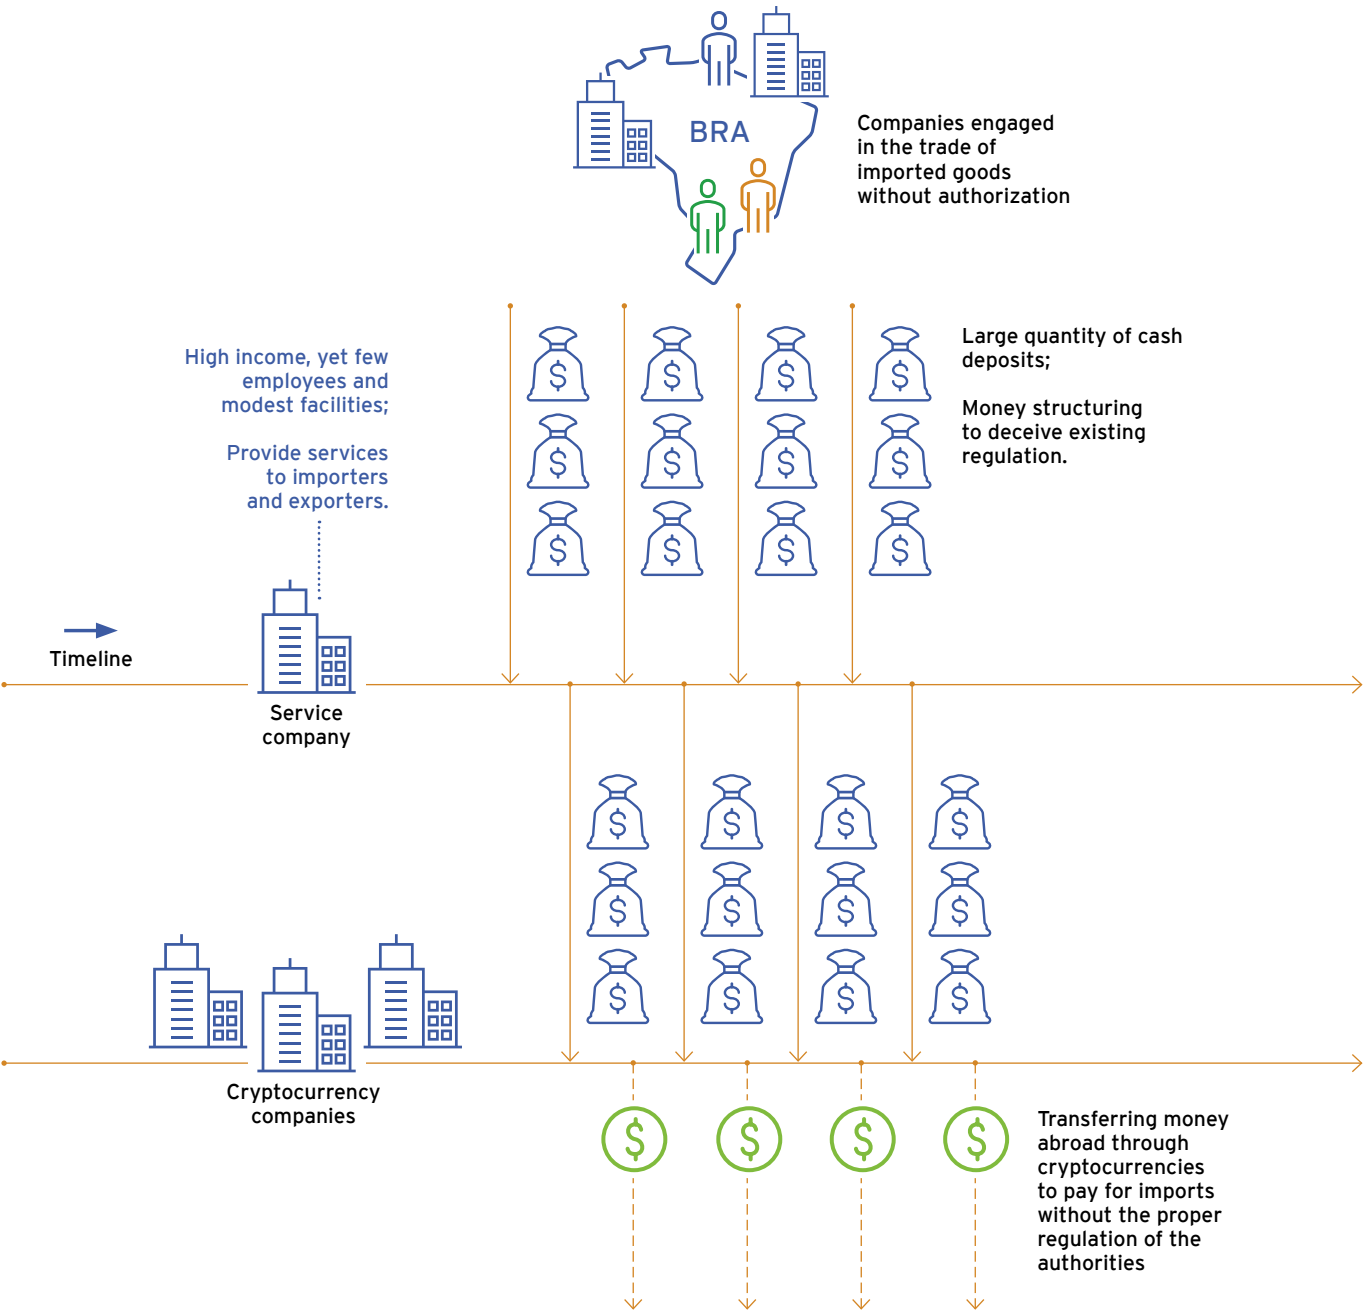 BRA
Companies engaged
in the trade of
imported goods
without authorization
High income, yet few
employees and
modest facilities;
Provide services
to importers
and exporters.
Large quantity of cash
deposits;
Money structuring
to deceive existing
regulation.
$ $ $ $
$ $ $ $
$ $ $ $
Timeline
Service
company
$ $ $ $
$ $ $ $
$ $ $ $
Cryptocurrency
companies
$ $ $ $
Transferring money
abroad through
cryptocurrencies
to pay for imports
without the proper
regulation of the
authorities